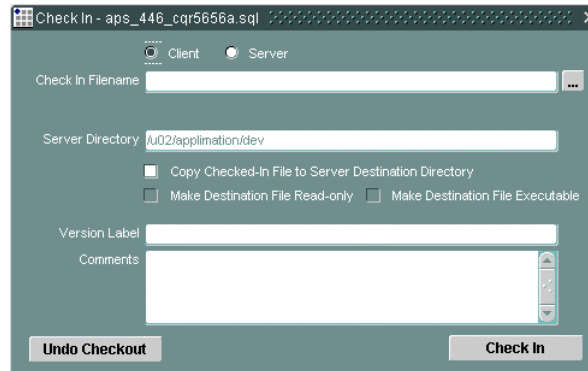 Check In - aps_446_cqr5656a.sql
Client Server
Check In Filename
...
Server Directory /u02/applimation/dev
Copy Checked-In File to Server Destination Directory
Make Destination File Read-only Make Destination File Executable
Version Label
Comments
Undo Checkout Check In